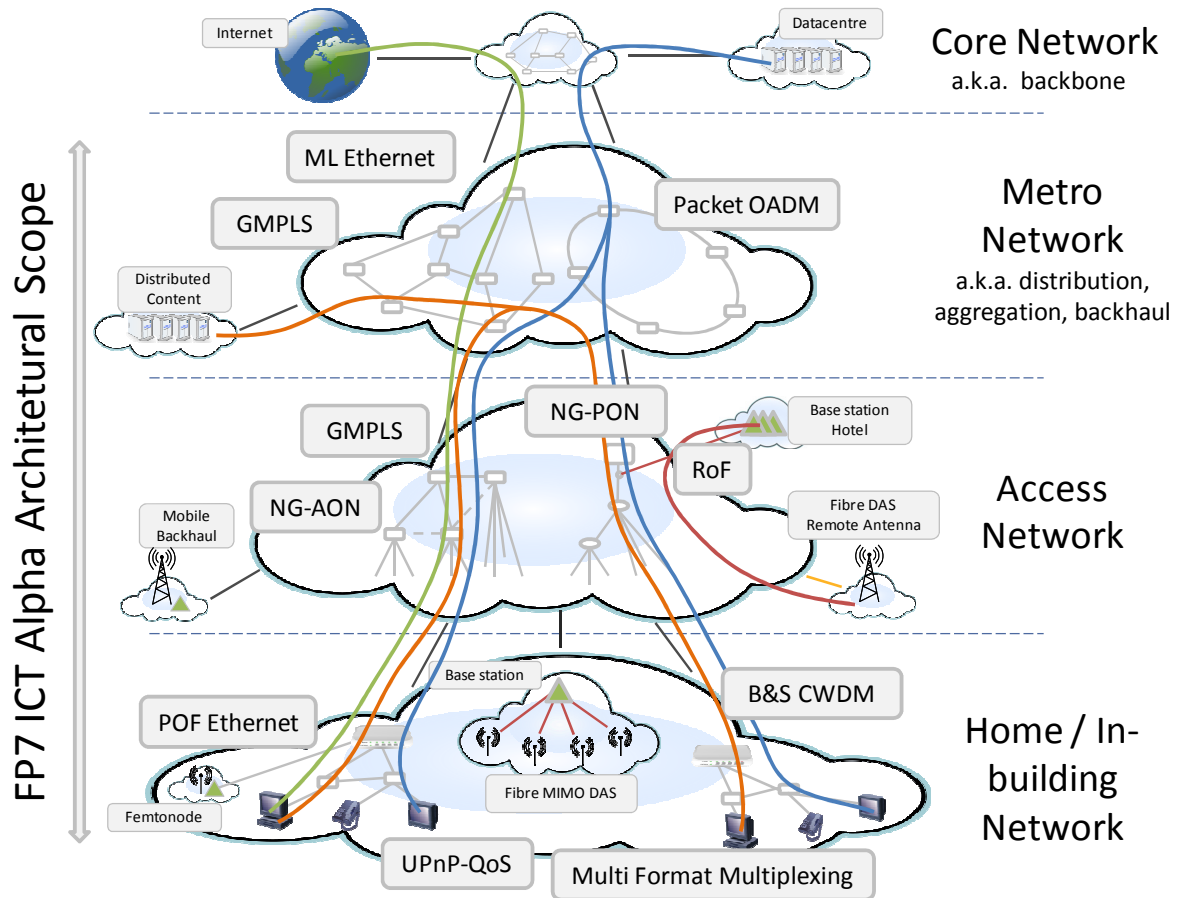 Internet
Datacentre
Core Network
a.k.a.  backbone
FP7 ICT Alpha Architetural Scope
ML Ethernet
GMPLS
Packet OADM
Metro
Network
a.k.a. distribution,
aggregation, backhaul
Distributed
Content
NG-PON
GMPLS
Base station
Hotel
RoF
NG-AON
Access
Network
Mobile
Backhaul
Fibre DAS
Remote Antenna
Base station
B&S CWDM
POF Ethernet
Home / In-
building
Network
Fibre MIMO DAS
Femtonode
UPnP-QoS
Multi Format Multiplexing